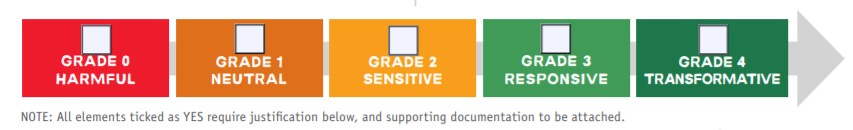 GRADE 0
HARMFUL
GRADE 1
NEUTRAL
GRADE 2
SENSITIVE
GRADE 3
RESPONSIVE
GRADE 4
TRANSFORMATIVE
NOTE: All elements ticked as YES require justification below, and supporting documentation to be attached.